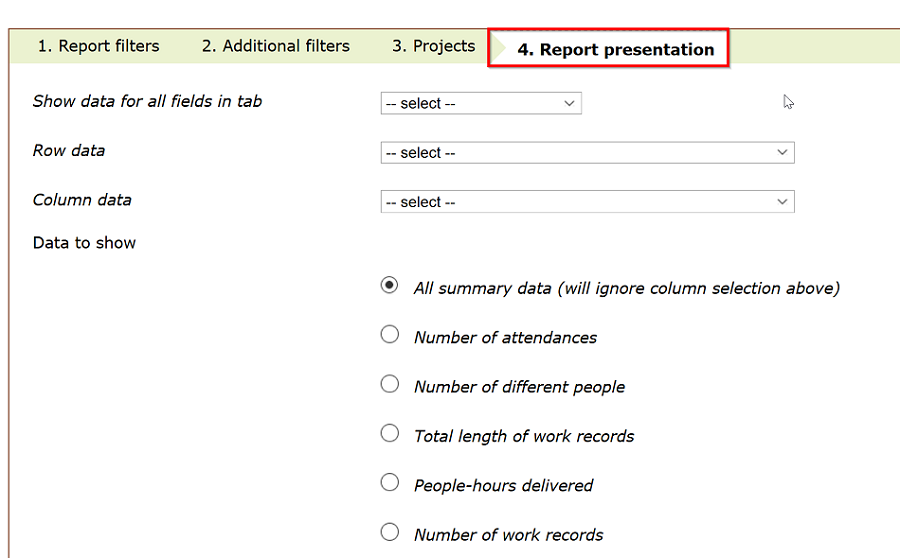 1. Report filters 2. Additional filters 3. Projects 4. Report presentation
Show data for all fields in tab -- select --
Row data -- select --
Column data -- select --
Data to show
All summary data (will ignore column selection above)
Number of attendances
Number of different people
Total length of work records
People-hours delivered
Number of work records